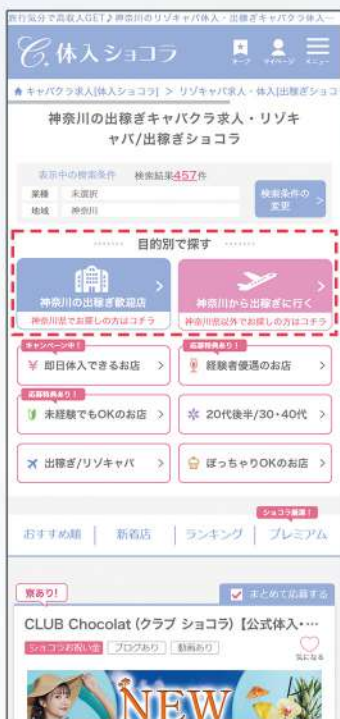 旅行気分で高収入GET♪神奈川のリゾキャバ体入・出稼ぎキャバクラ体入…
C.体入ショコラ
キープ マイページ メニュー
キャバクラ求人[体入ショコラ] > リゾキャバ求人・体入[出稼ぎショコ
神奈川の出稼ぎキャバクラ求人・リゾキ
ャバ/出稼ぎショコラ
表示中の検索条件 検索結果457件
業種 未選択
地域 神奈川
検索条件の
変更 >
目的別で探す
神奈川の出稼ぎ歓迎店 >
神奈川県でお探しの方はコチラ
神奈川から出稼ぎに行く >
神奈川県以外でお探しの方はコチラ
キャンペーン中!
即日体入できるお店 >
応募特典あり!
経験者優遇のお店 >
応募特典あり!
未経験でもOKのお店 >
20代後半/30・40代 >
出稼ぎ/リゾキャバ >
ぽっちゃりOKのお店 >
ショコラ厳選!
おすすめ順 | 新着店 | ランキング | プレミアム
寮あり!
まとめて応募する
CLUB Chocolat (クラブ ショコラ)【公式体入・…
ショコラお祝い金 ブログあり 動画あり
気になる
NEW